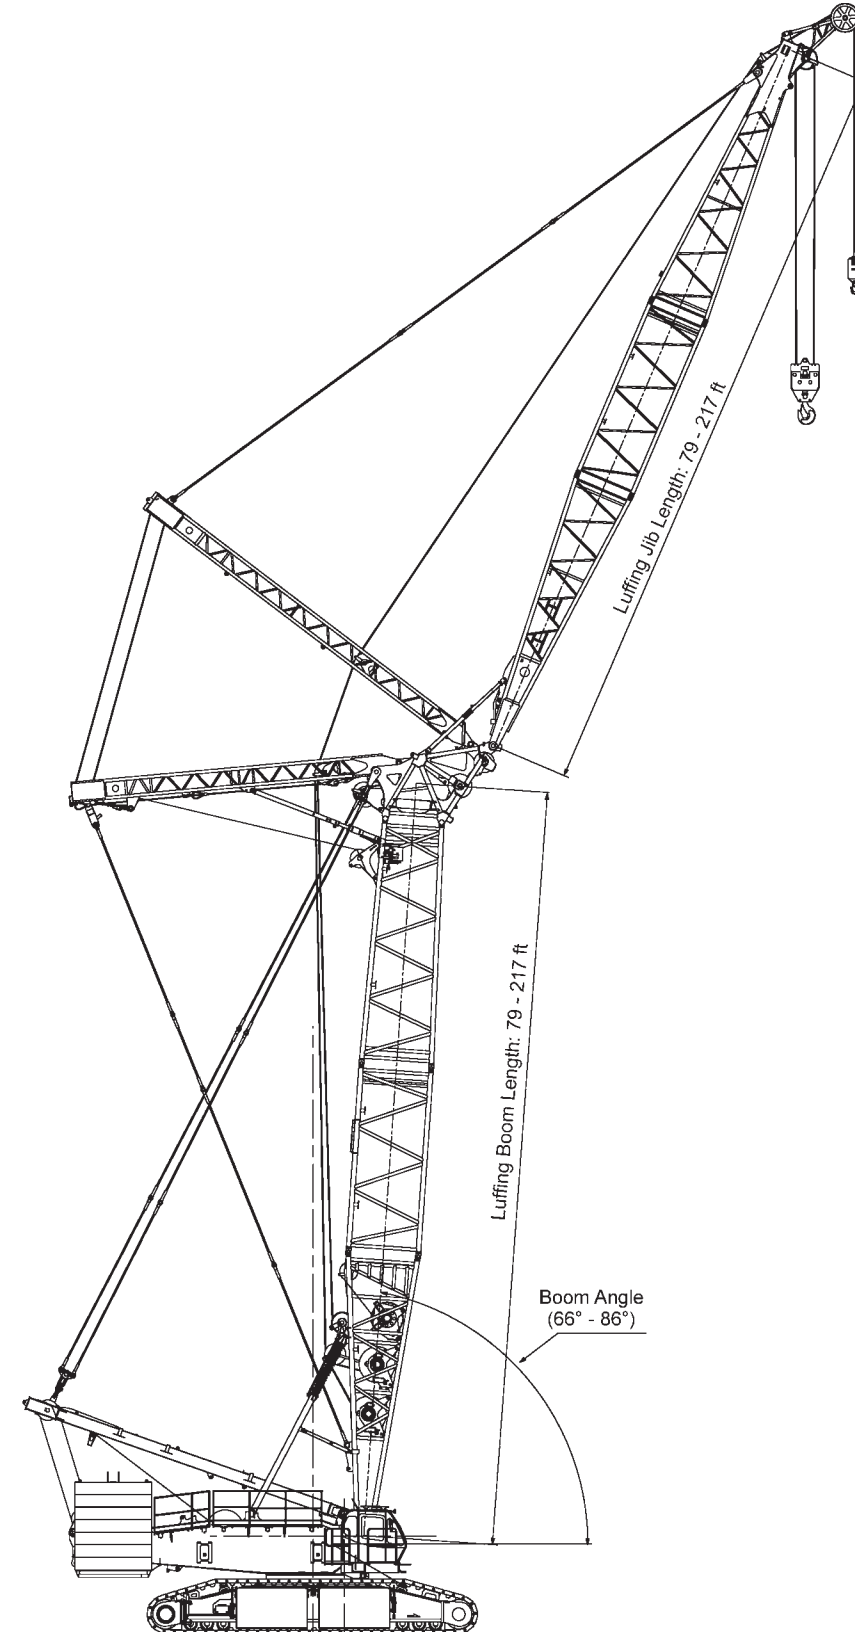 Luffing Jib Length: 79 - 217 ft
Luffing Boom Length: 79 - 217 ft
Boom Angle
(66° - 86°)